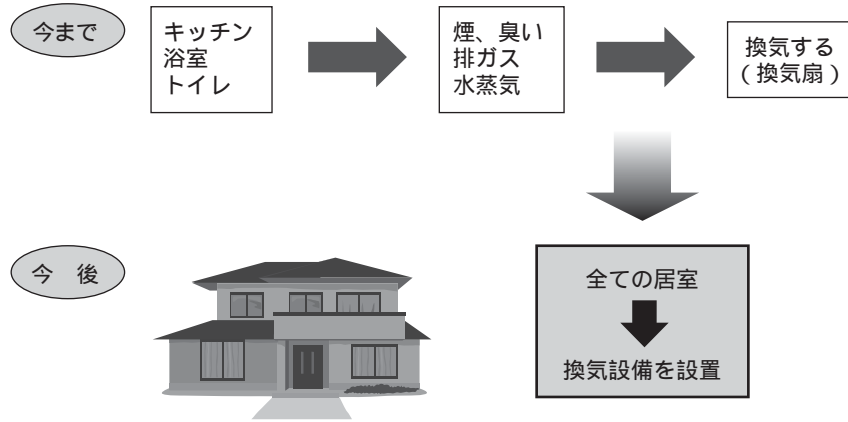 今まで
キッチン
浴室
トイレ
煙、臭い
排ガス
水蒸気
換気する
(換気扇)
今 後
全ての居室
換気設備を設置